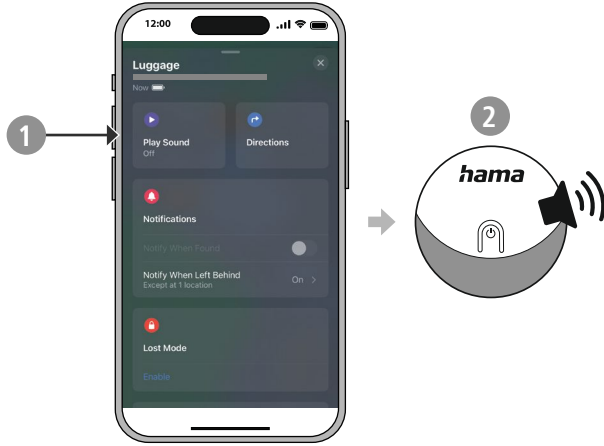 12:00
Luggage
Now
Play Sound
Off
Directions
Notifications
Notify When Found
Notify When Left Behind
Except at 1 location
On
Lost Mode
Enable
1
2
hama